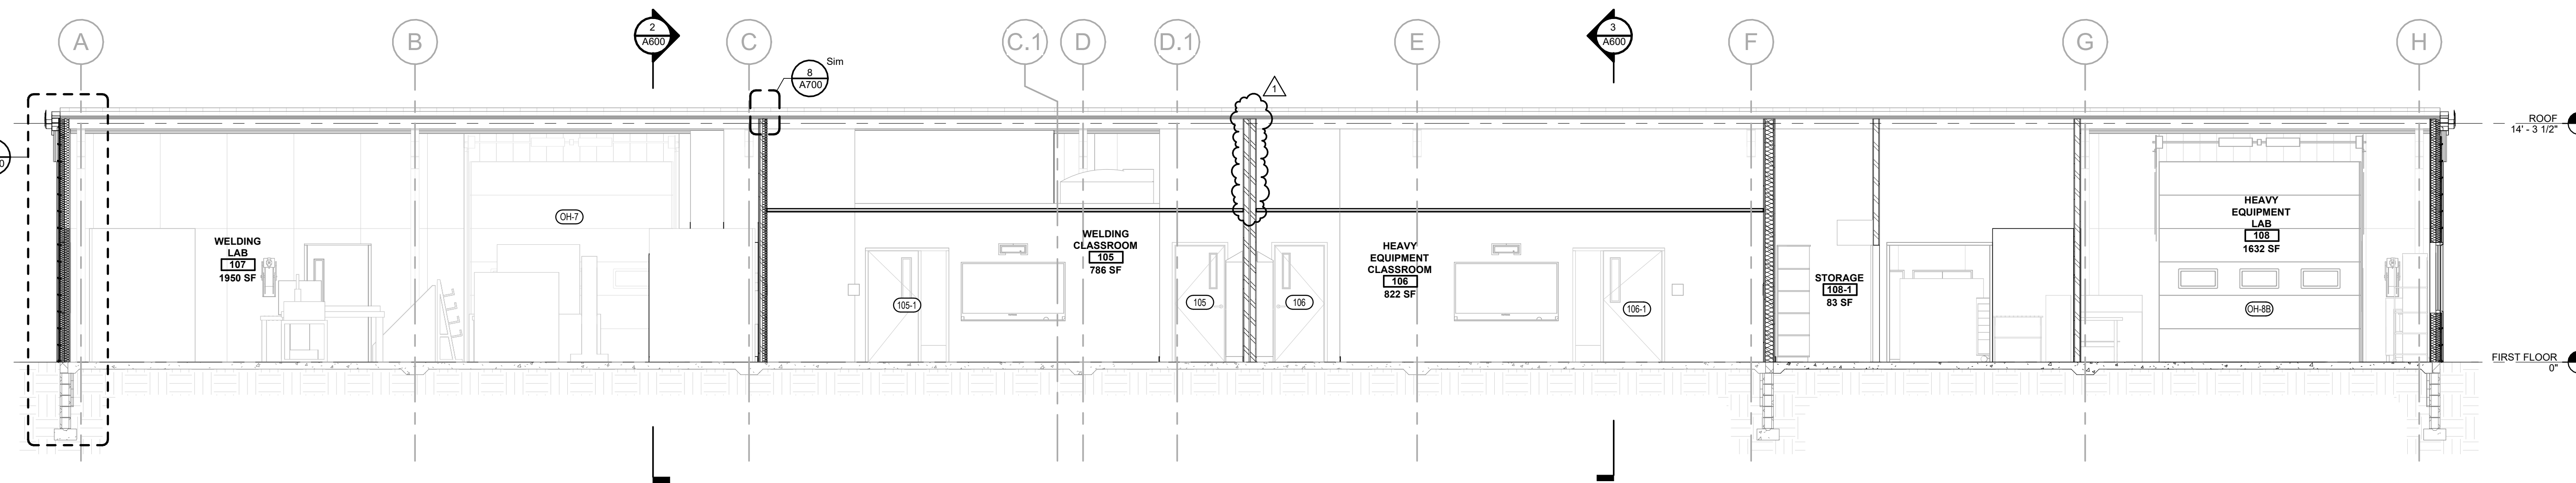 A
B
2
A600
C
C.1
D
D.1
E
3
A600
F
G
H
8
A700
Sim
1
ROOF
14' - 3 1/2"
0
OH-7
WELDING
LAB
107
1950 SF
WELDING
CLASSROOM
105
786 SF
105-1
105
106
HEAVY
EQUIPMENT
CLASSROOM
106
822 SF
106-1
STORAGE
108-1
83 SF
HEAVY
EQUIPMENT
LAB
108
1632 SF
OH-8B
FIRST FLOOR
0"